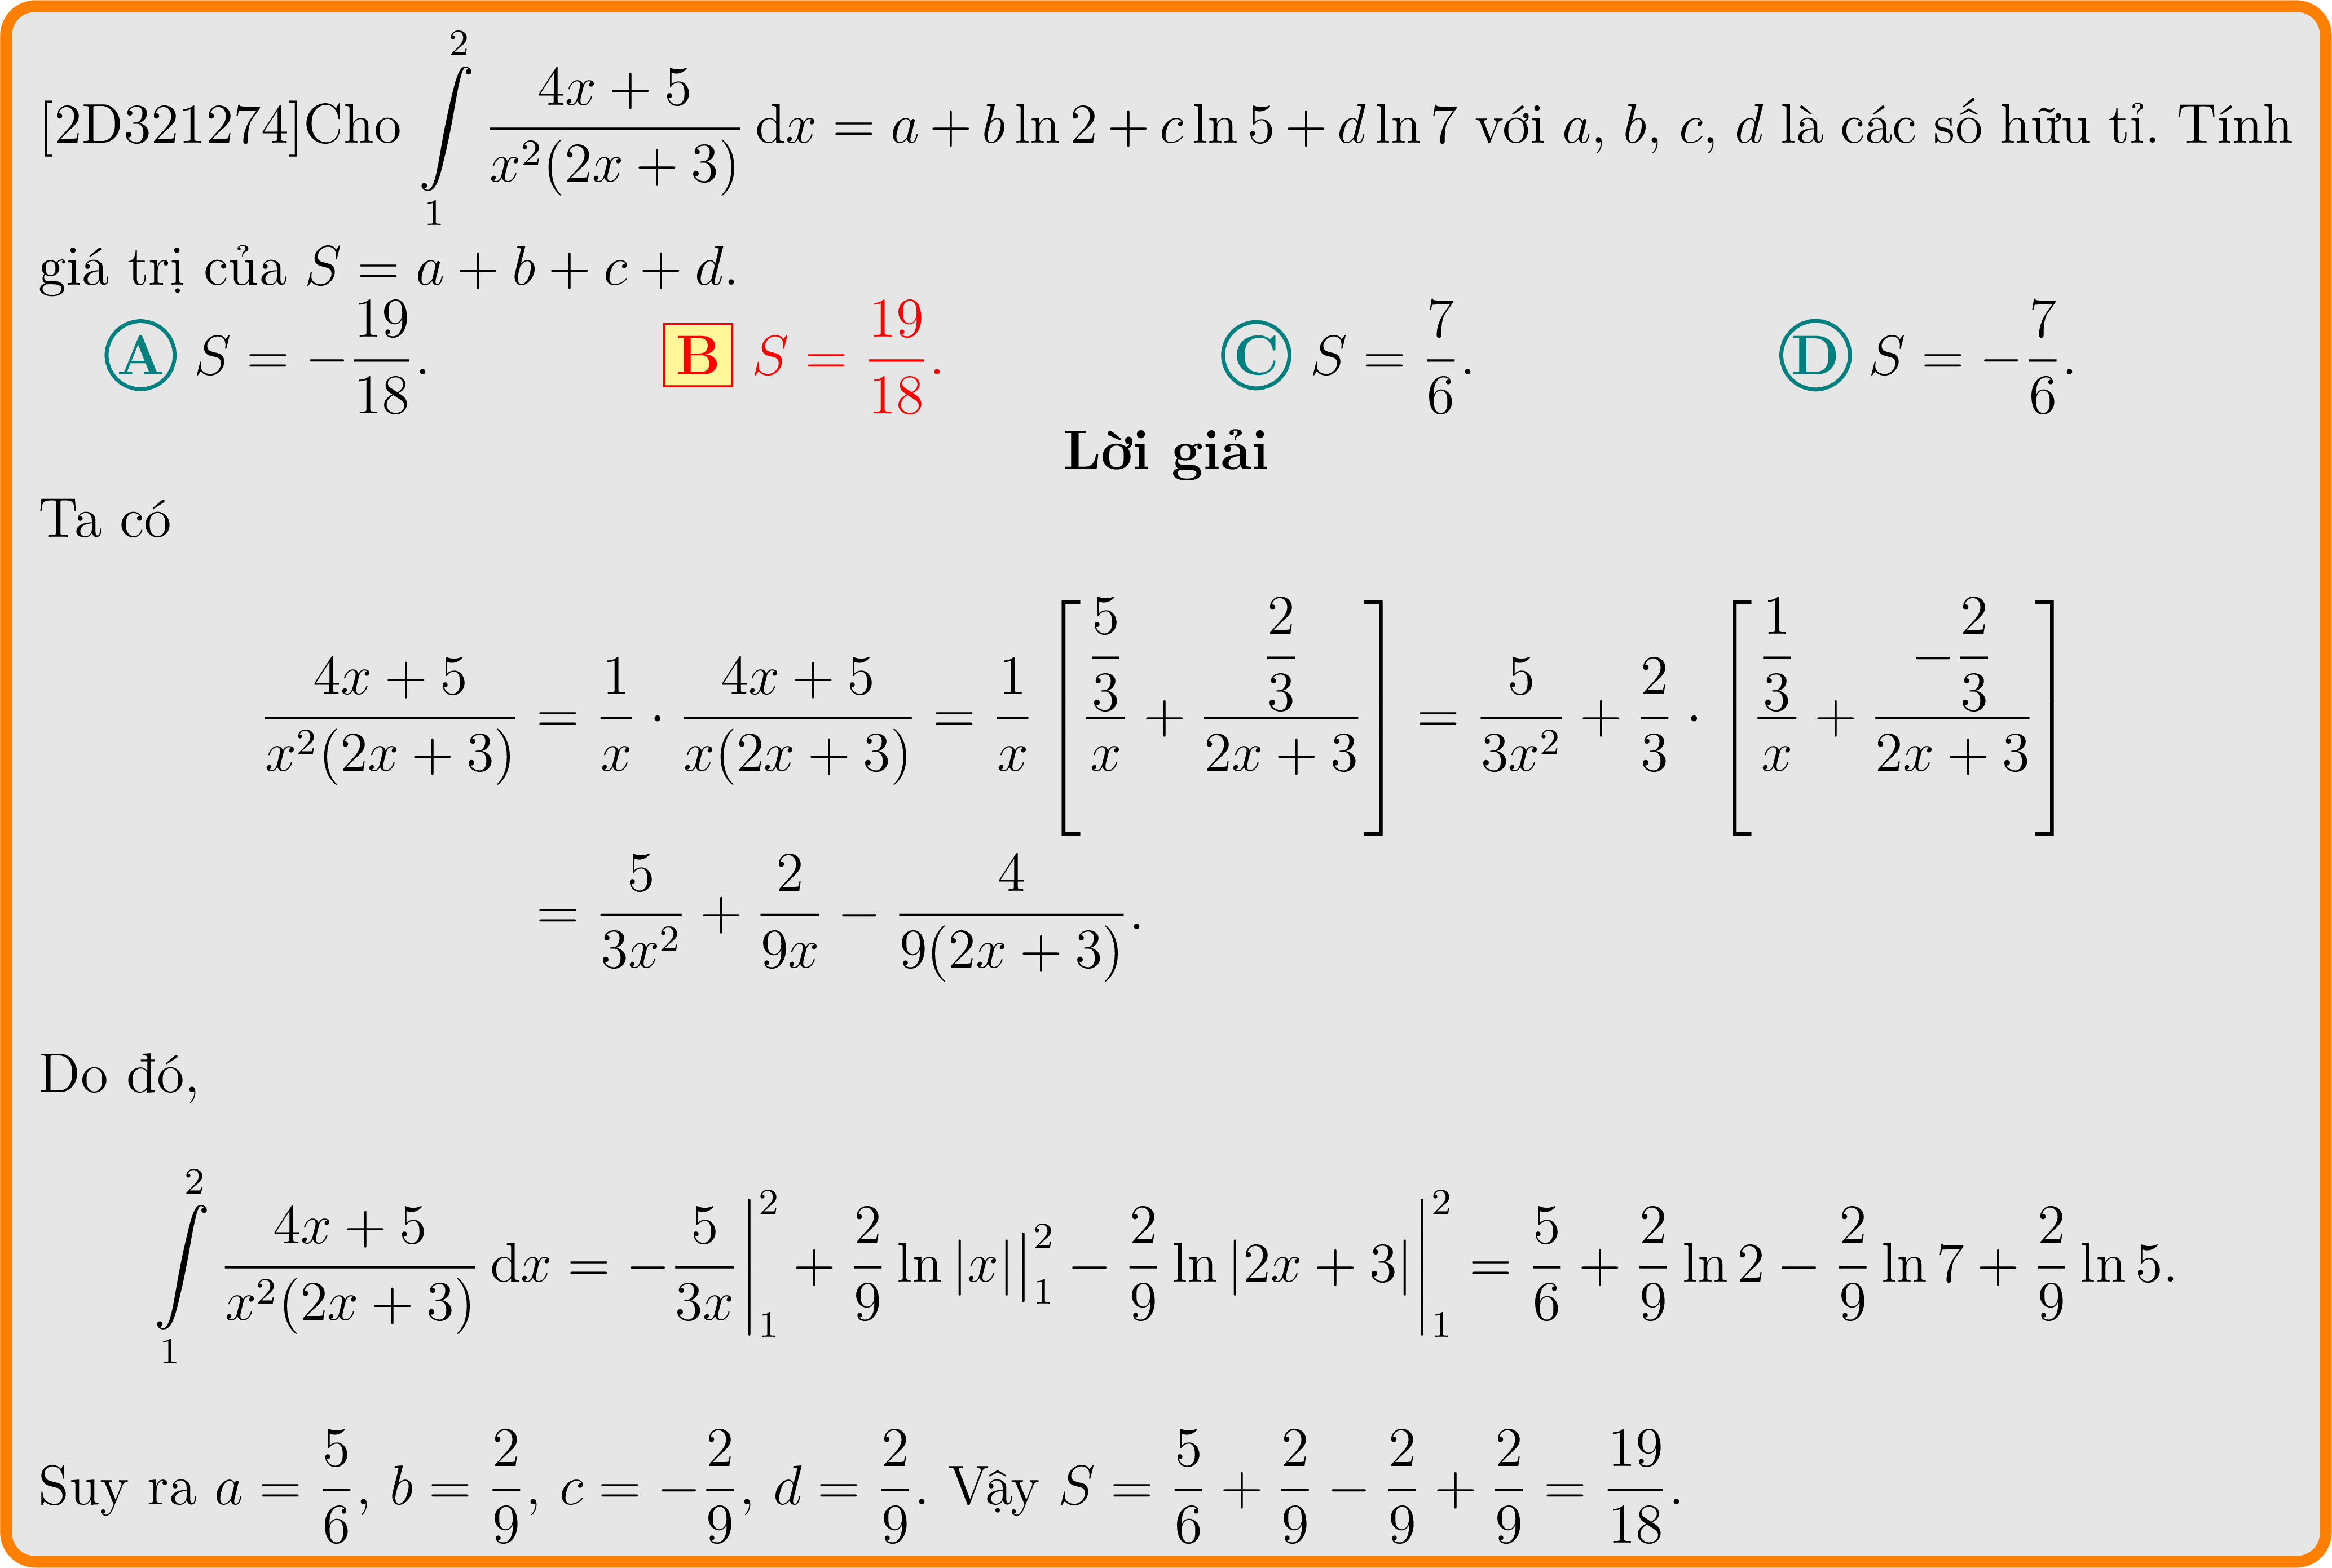 [2D321274]Cho $\int\limits_1^2 \frac{4x+5}{x^2(2x+3)}\,\mathrm{d}x = a + b\ln 2 + c\ln 5 + d\ln 7$ với $a$, $b$, $c$, $d$ là các số hữu tỉ. Tính
giá trị của $S = a + b + c + d$.
A $S = -\frac{19}{18}$. B $S = \frac{19}{18}$. C $S = \frac{7}{6}$. D $S = -\frac{7}{6}$.
Lời giải
Ta có
$\frac{4x+5}{x^2(2x+3)} = \frac{1}{x} \cdot \frac{4x+5}{x(2x+3)} = \frac{1}{x}\left[\frac{\frac{5}{3}}{x} + \frac{\frac{2}{3}}{2x+3}\right] = \frac{5}{3x^2} + \frac{2}{3} \cdot \left[\frac{\frac{1}{3}}{x} + \frac{-\frac{2}{3}}{2x+3}\right]$
$= \frac{5}{3x^2} + \frac{2}{9x} - \frac{4}{9(2x+3)}.$
Do đó,
$\int\limits_1^2 \frac{4x+5}{x^2(2x+3)}\,\mathrm{d}x = -\frac{5}{3x}\Big|_1^2 + \frac{2}{9}\ln|x|\Big|_1^2 - \frac{2}{9}\ln|2x+3|\Big|_1^2 = \frac{5}{6} + \frac{2}{9}\ln 2 - \frac{2}{9}\ln 7 + \frac{2}{9}\ln 5.$
Suy ra $a = \frac{5}{6}$, $b = \frac{2}{9}$, $c = -\frac{2}{9}$, $d = \frac{2}{9}$. Vậy $S = \frac{5}{6} + \frac{2}{9} - \frac{2}{9} + \frac{2}{9} = \frac{19}{18}$.